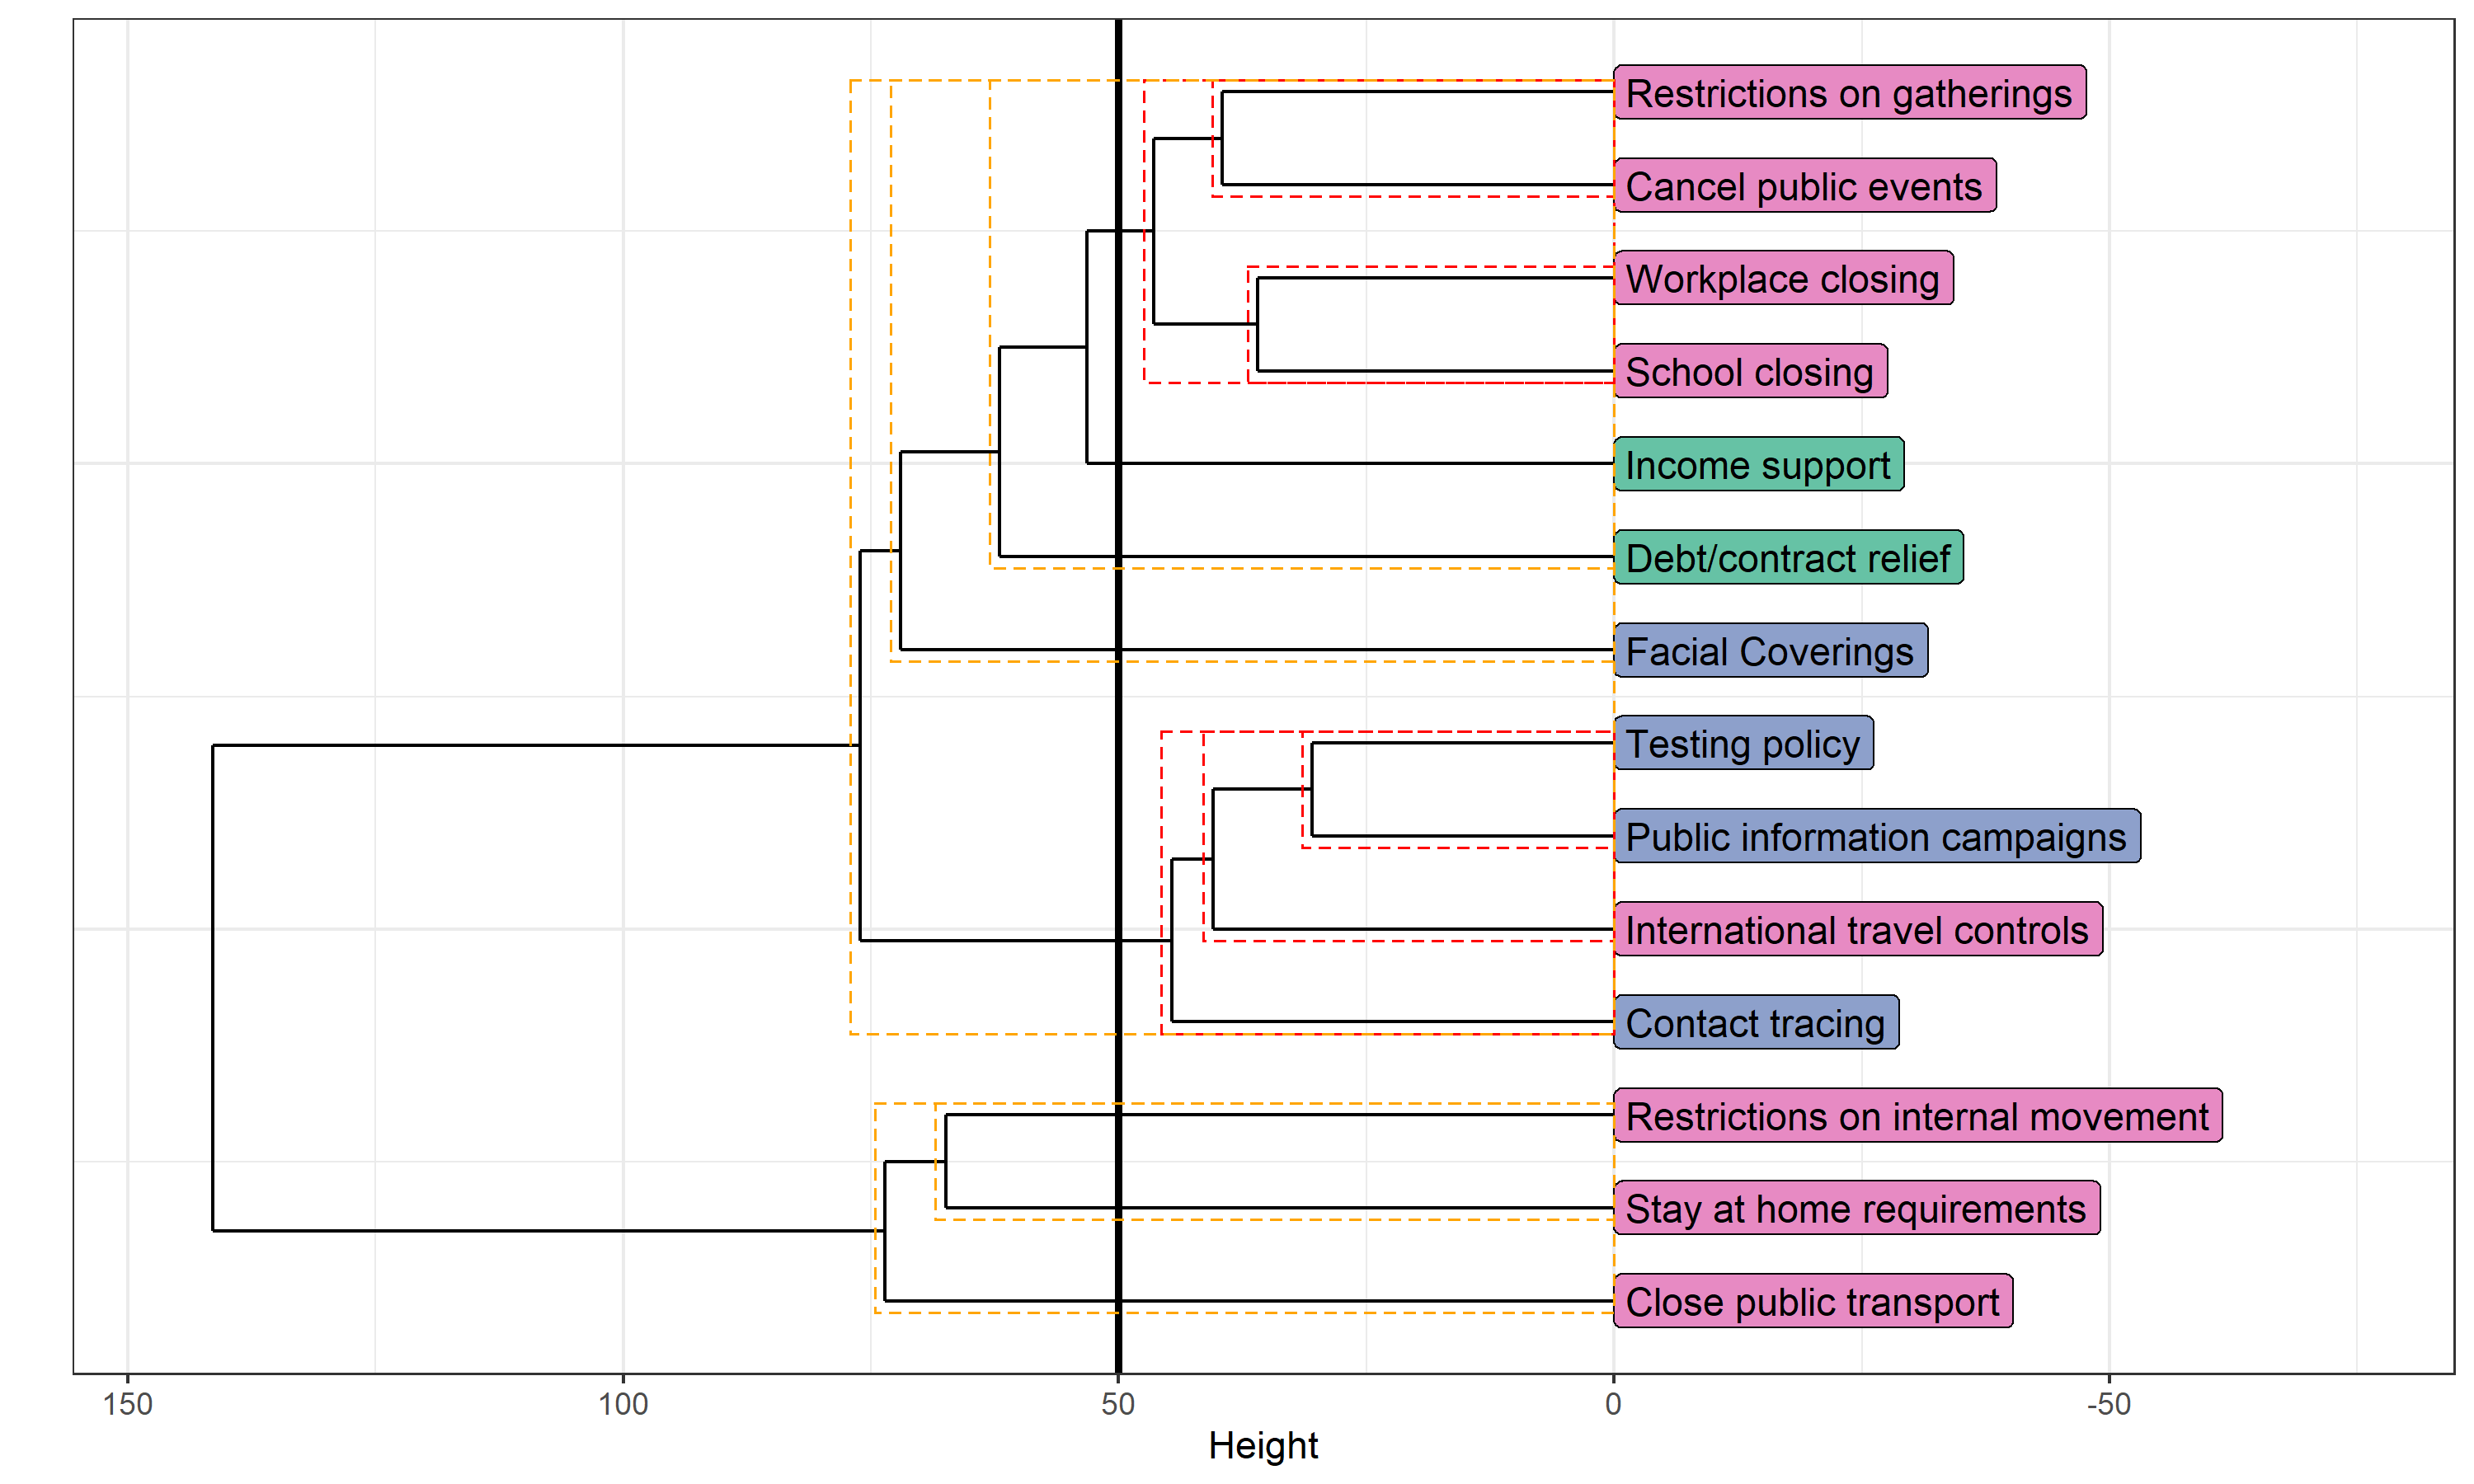 Restrictions on gatherings
Cancel public events
Workplace closing
School closing
Income support
Debt/contract relief
Facial Coverings
Testing policy
Public information campaigns
International travel controls
Contact tracing
Restrictions on internal movement
Stay at home requirements
Close public transport
150 100 50 0 -50
Height